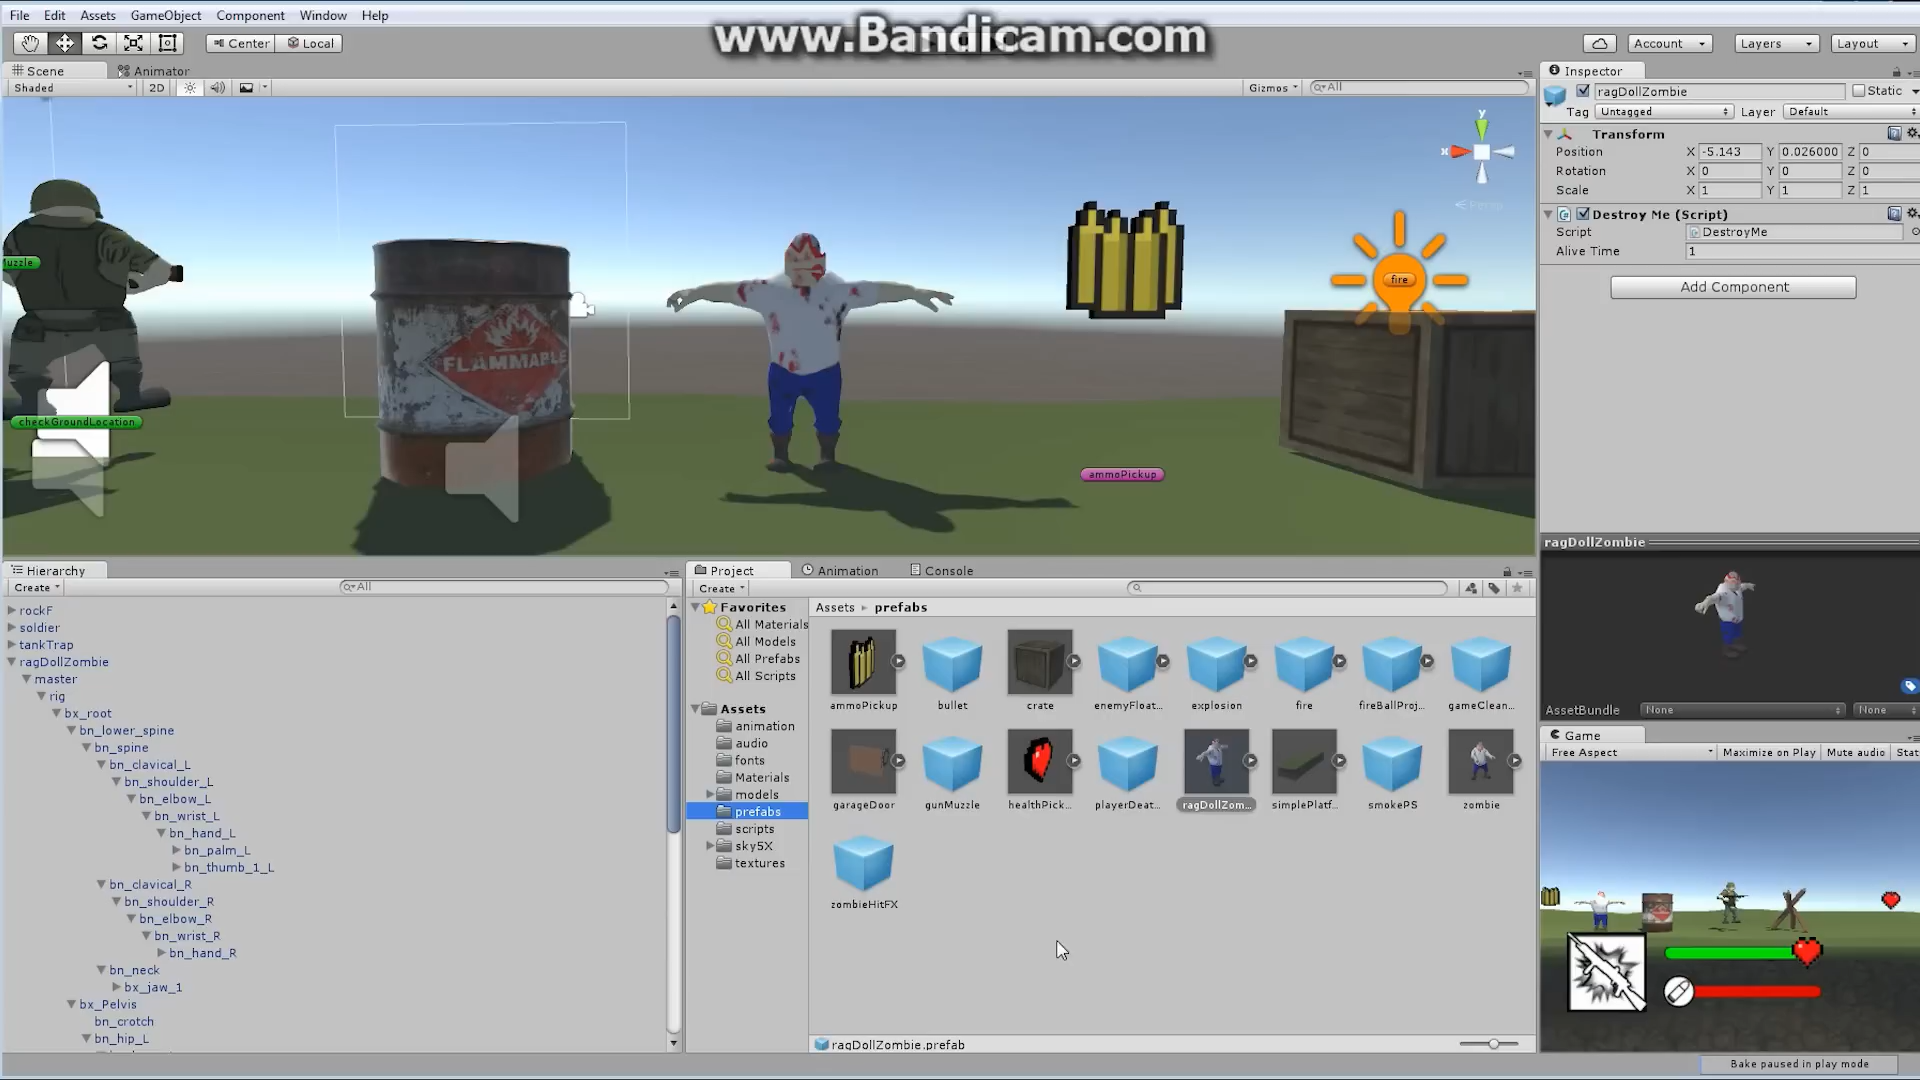 File Edit Assets GameObject Component Window Help
www.Bandicam.com
Center Local
Account Layers Layout
Scene Animator
Shaded 2D Gizmos All
Muzzle
checkGroundLocation
FLAMMAPLE
ammoPickup
fire
Persp
Inspector
ragDollZombie Static
Tag Untagged Layer Default
Transform
Position X -5.143 Y 0.026000 Z 0
Rotation X 0 Y 0 Z 0
Scale X 1 Y 1 Z 1
Destroy Me (Script)
Script DestroyMe
Alive Time 1
Add Component
ragDollZombie
AssetBundle None None
Game
Free Aspect Maximize on Play Mute audio Stat
Hierarchy
Create All
rockF
soldier
tankTrap
ragDollZombie
master
rig
bx_root
bn_lower_spine
bn_spine
bn_clavical_L
bn_shoulder_L
bn_elbow_L
bn_wrist_L
bn_hand_L
bn_palm_L
bn_thumb_1_L
bn_clavical_R
bn_shoulder_R
bn_elbow_R
bn_wrist_R
bn_hand_R
bn_neck
bx_jaw_1
bx_Pelvis
bn_crotch
bn_hip_L
Project Animation Console
Create
Favorites
All Materials
All Models
All Prefabs
All Scripts
Assets
animation
audio
fonts
Materials
models
prefabs
scripts
sky5X
textures
Assets prefabs
ammoPickup bullet crate enemyFloat... explosion fire fireBallProj... gameClean...
garageDoor gunMuzzle healthPick... playerDeat... ragDollZom... simplePlatf... smokePS zombie
zombieHitFX
ragDollZombie.prefab
Bake paused in play mode